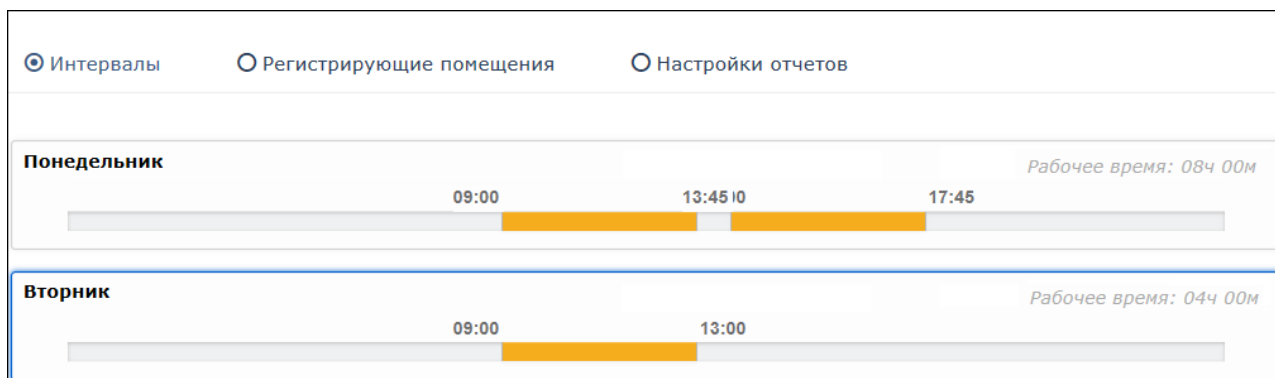 Интервалы Регистрирующие помещения Настройки отчетов
Понедельник
Рабочее время: 08ч 00м
09:00 13:45 17:45
Вторник
Рабочее время: 04ч 00м
09:00 13:00